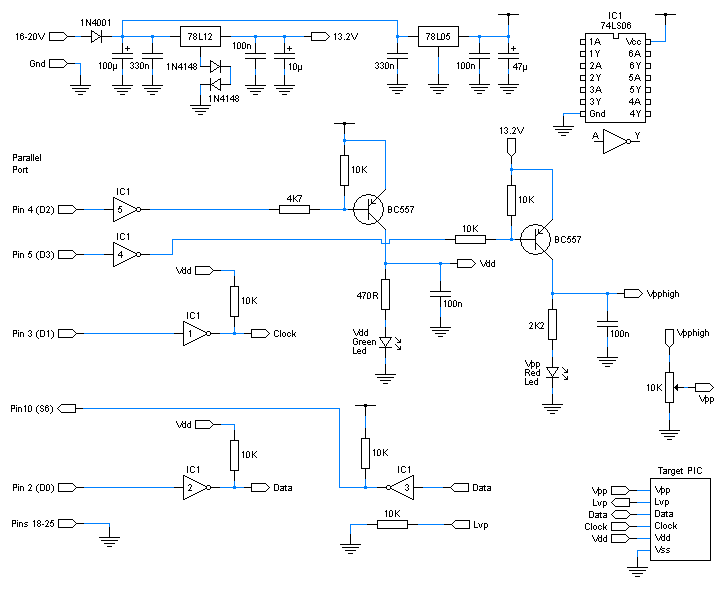 16-20V
1N4001
78L12
13.2V
78L05
IC1
74LS06
Gnd
100µ
330n
1N4148
1N4148
100n
10µ
330n
100n
47µ
1A
1Y
2A
2Y
3A
3Y
Gnd
Vcc
6A
6Y
5A
5Y
4A
4Y
A
Y
Parallel
Port
Pin 4 (D2)
IC1
5
4K7
10K
BC557
13.2V
10K
Pin 5 (D3)
IC1
4
10K
BC557
Vdd
Vdd
10K
470R
100n
Vpphigh
Pin 3 (D1)
IC1
1
Clock
Vdd
Green
Led
2K2
100n
Vpp
Red
Led
Vpphigh
10K
Vpp
Pin10 (S6)
Vdd
10K
10K
Pin 2 (D0)
IC1
2
Data
IC1
3
Data
Pins 18-25
10K
Lvp
Target PIC
Vpp
Vpp
Lvp
Lvp
Data
Data
Clock
Clock
Vdd
Vdd
Vss